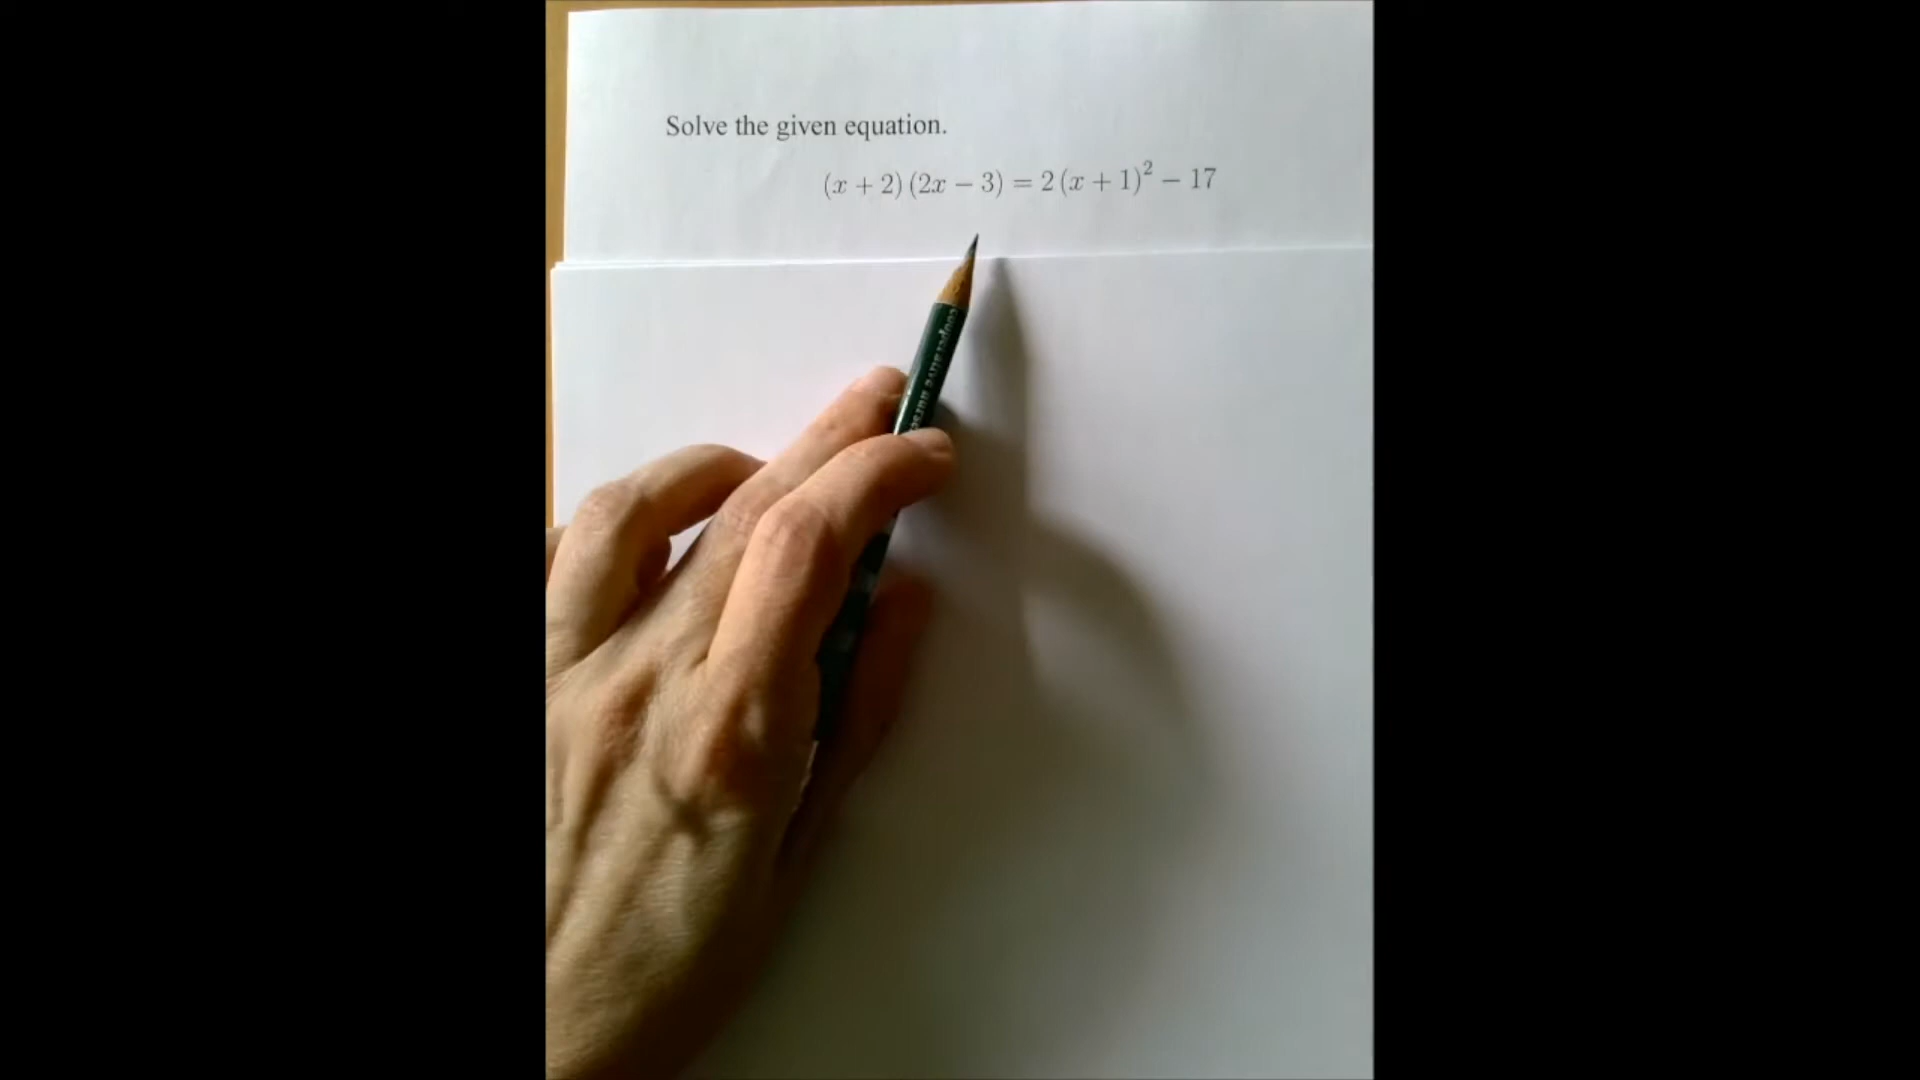 Solve the given equation.
(x + 2) (2x − 3) = 2 (x + 1)² − 17